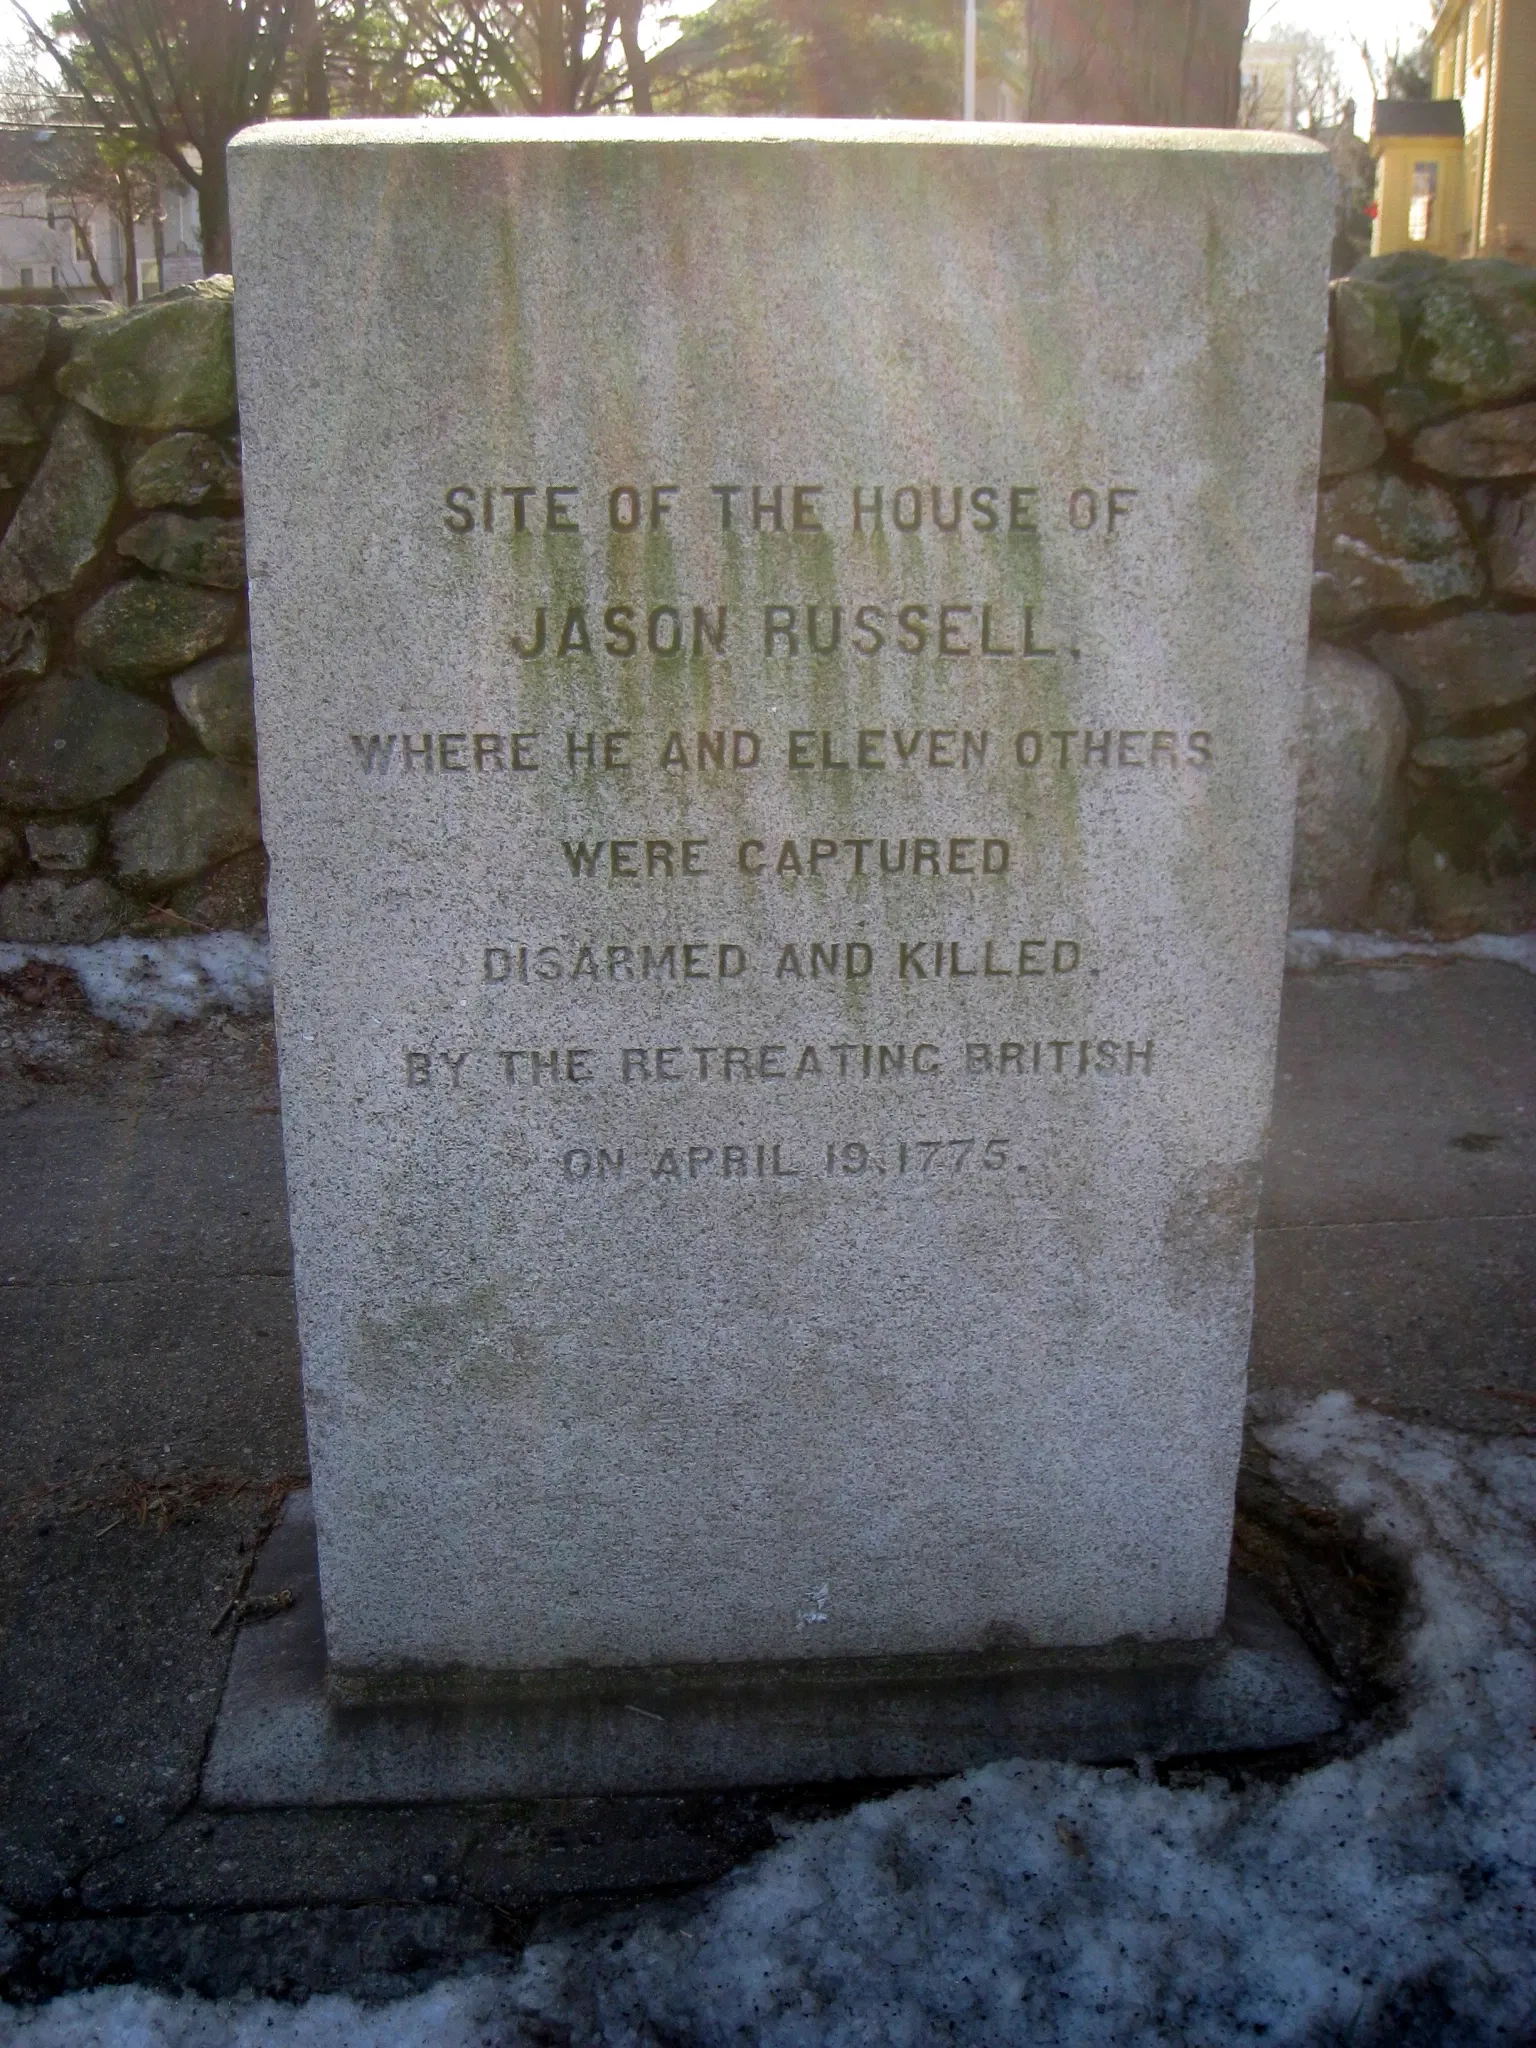 SITE OF THE HOUSE OF
JASON RUSSELL,
WHERE HE AND ELEVEN OTHERS
WERE CAPTURED
DISARMED AND KILLED.
BY THE RETREATING BRITISH
ON APRIL 19, 1775.